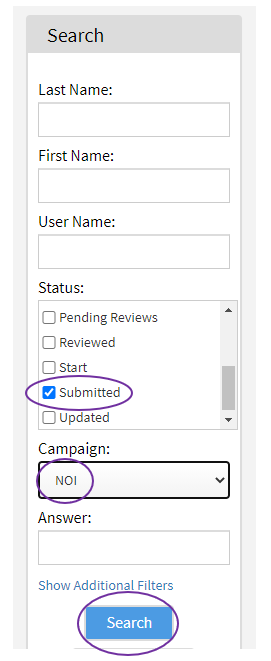 Search
Last Name:
First Name:
User Name:
Status:
Pending Reviews
Reviewed
Start
Submitted
Updated
Campaign:
NOI
Answer:
Show Additional Filters
Search